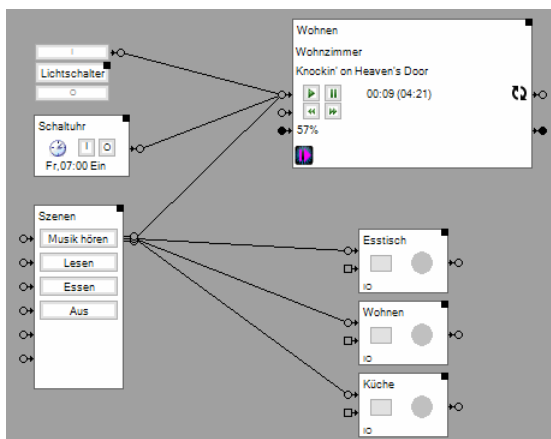 I
Lichtschalter
O
Schaltuhr
I O
Fr,07:00 Ein
Szenen
Musik hören
Lesen
Essen
Aus
Wohnen
Wohnzimmer
Knockin' on Heaven's Door
00:09 (04:21)
57%
Esstisch
IO
Wohnen
IO
Küche
IO